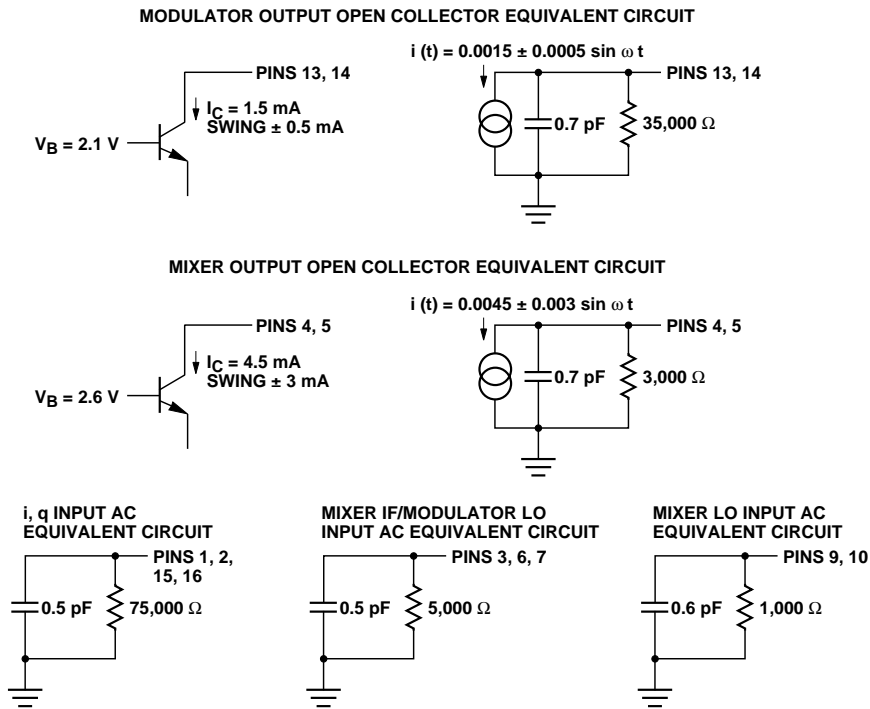 MODULATOR OUTPUT OPEN COLLECTOR EQUIVALENT CIRCUIT
PINS 13, 14
IC = 1.5 mA
SWING ± 0.5 mA
VB = 2.1 V
i (t) = 0.0015 ± 0.0005 sin ω t
PINS 13, 14
0.7 pF
35,000 Ω
MIXER OUTPUT OPEN COLLECTOR EQUIVALENT CIRCUIT
PINS 4, 5
IC = 4.5 mA
SWING ± 3 mA
VB = 2.6 V
i (t) = 0.0045 ± 0.003 sin ω t
PINS 4, 5
0.7 pF
3,000 Ω
i, q INPUT AC
EQUIVALENT CIRCUIT
PINS 1, 2,
15, 16
0.5 pF
75,000 Ω
MIXER IF/MODULATOR LO
INPUT AC EQUIVALENT CIRCUIT
PINS 3, 6, 7
0.5 pF
5,000 Ω
MIXER LO INPUT AC
EQUIVALENT CIRCUIT
PINS 9, 10
0.6 pF
1,000 Ω